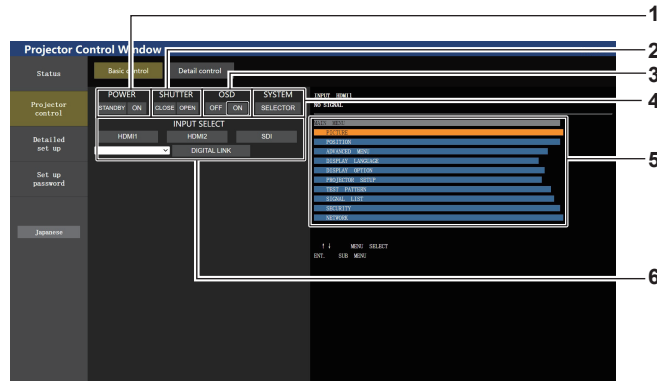 1
Projector Control Window
2
Status
Basic control
Detail control
3
POWER
SHUTTER
OSD
SYSTEM
4
STANDBY
ON
CLOSE
OPEN
OFF
ON
SELECTOR
INPUT HDMI1
NO SIGNAL
Projector
control
INPUT SELECT
HDMI1
HDMI2
SDI
DIGITAL LINK
MAIN MENU
PICTURE
POSITION
ADVANCED MENU
DISPLAY LANGUAGE
DISPLAY OPTION
PROJECTOR SETUP
TEST PATTERN
SIGNAL LIST
SECURITY
NETWORK
5
Detailed
set up
Set up
password
Japanese
↑↓ MENU SELECT
ENT. SUB MENU
6